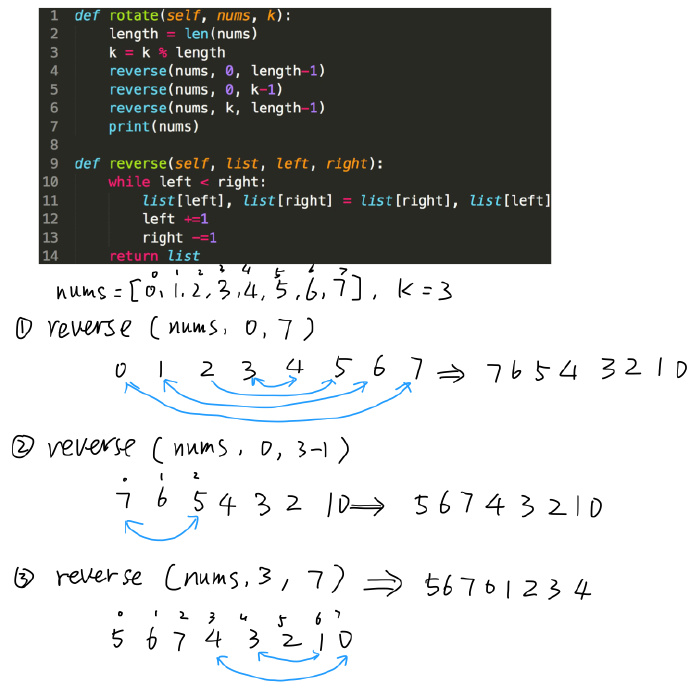 1 def rotate(self, nums, k):
2 length = len(nums)
3 k = k % length
4 reverse(nums, 0, length-1)
5 reverse(nums, 0, k-1)
6 reverse(nums, k, length-1)
7 print(nums)
8
9 def reverse(self, list, left, right):
10 while left < right:
11 list[left], list[right] = list[right], list[left]
12 left +=1
13 right -=1
14 return list
0 1 2 3 4 5 6 7
nums = [0, 1, 2, 3, 4, 5, 6, 7], K = 3
① reverse (nums, 0, 7)
0 1 2 3 4 5 6 7 ⇒ 7 6 5 4 3 2 1 0
② reverse (nums, 0, 3-1)
0 1 2
7 6 5 4 3 2 1 0 ⇒ 5 6 7 4 3 2 1 0
③ reverse (nums, 3, 7) ⇒ 5 6 7 0 1 2 3 4
0 1 2 3 4 5 6 7
5 6 7 4 3 2 1 0